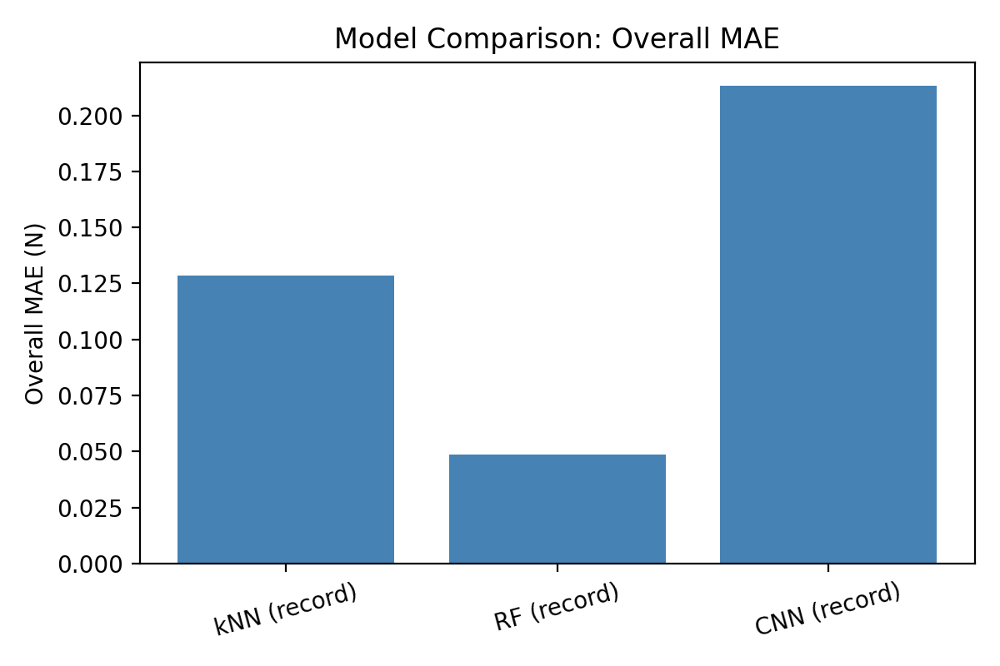 Model Comparison: Overall MAE
Overall MAE (N)
0.200
0.175
0.150
0.125
0.100
0.075
0.050
0.025
0.000
kNN (record)
RF (record)
CNN (record)